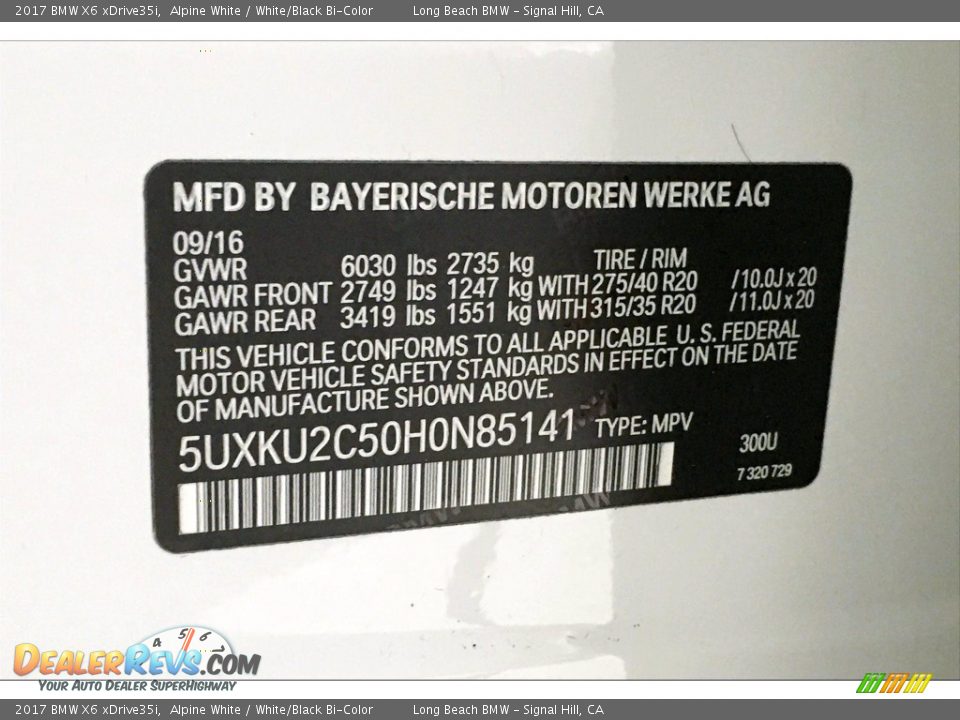 2017 BMW X6 xDrive35i,  Alpine White / White/Black Bi-Color    Long Beach BMW - Signal Hill, CA
MFD BY BAYERISCHE MOTOREN WERKE AG
09/16
GVWR 6030 lbs 2735 kg TIRE / RIM
GAWR FRONT 2749 lbs 1247 kg WITH 275/40 R20 /10.0J x 20
GAWR REAR 3419 lbs 1551 kg WITH 315/35 R20 /11.0J x 20
THIS VEHICLE CONFORMS TO ALL APPLICABLE U. S. FEDERAL
MOTOR VEHICLE SAFETY STANDARDS IN EFFECT ON THE DATE
OF MANUFACTURE SHOWN ABOVE.
5UXKU2C50H0N85141 TYPE: MPV
300U
7 320 729
4 5 6
DEALERREVS.COM
YOUR AUTO DEALER SUPERHIGHWAY
2017 BMW X6 xDrive35i,  Alpine White / White/Black Bi-Color    Long Beach BMW - Signal Hill, CA